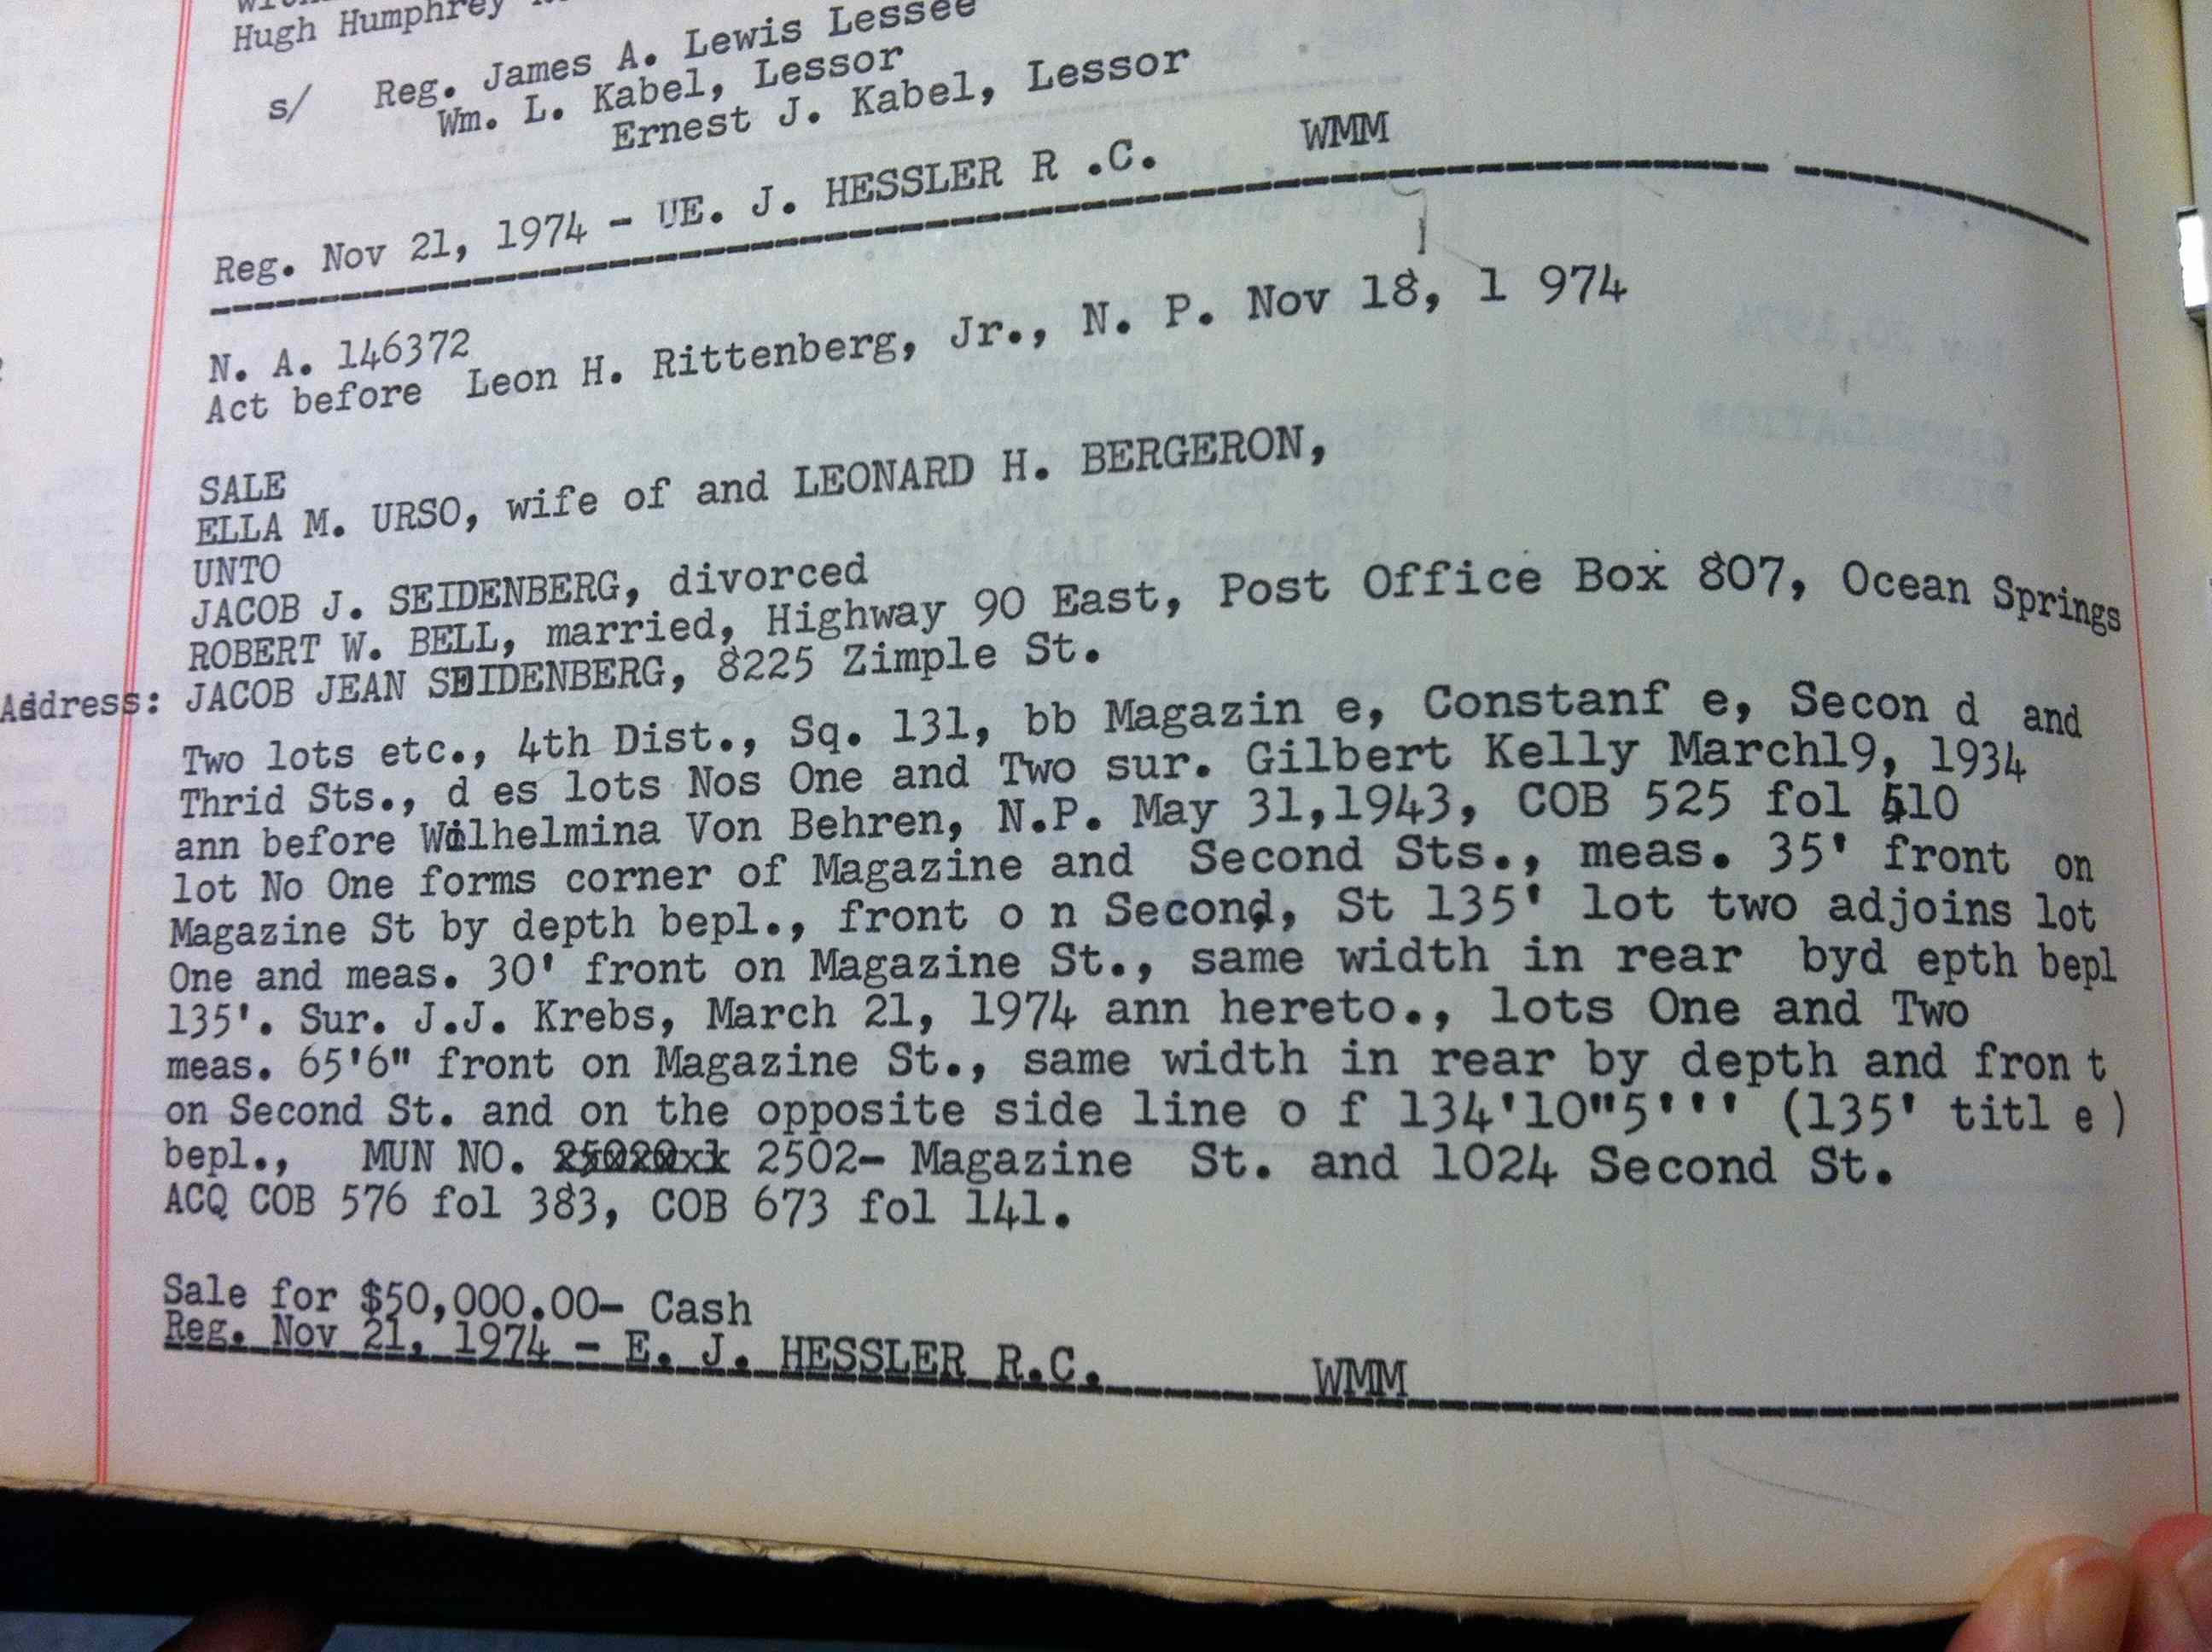 Hugh Humphrey
s/ Reg. James A. Lewis Lessee
Wm. L. Kabel, Lessor
Ernest J. Kabel, Lessor
Reg. Nov 21, 1974 - UE. J. HESSLER R .C. WMM
N. A. 146372
Act before Leon H. Rittenberg, Jr., N. P. Nov 18, 1 974
SALE
ELLA M. URSO, wife of and LEONARD H. BERGERON,
UNTO
JACOB J. SEIDENBERG, divorced
ROBERT W. BELL, married, Highway 90 East, Post Office Box 807, Ocean Springs
Address: JACOB JEAN SEIDENBERG, 8225 Zimple St.
Two lots etc., 4th Dist., Sq. 131, bb Magazin e, Constanf e, Secon d and
Thrid Sts., d es lots Nos One and Two sur. Gilbert Kelly March19, 1934
ann before Wilhelmina Von Behren, N.P. May 31,1943, COB 525 fol 510
lot No One forms corner of Magazine and Second Sts., meas. 35' front on
Magazine St by depth bepl., front o n Second, St 135' lot two adjoins lot
One and meas. 30' front on Magazine St., same width in rear byd epth bepl
135'. Sur. J.J. Krebs, March 21, 1974 ann hereto., lots One and Two
meas. 65'6" front on Magazine St., same width in rear by depth and fron t
on Second St. and on the opposite side line o f 134'10"5''' (135' titl e )
bepl., MUN NO. 2502- Magazine St. and 1024 Second St.
ACQ COB 576 fol 383, COB 673 fol 141.
Sale for $50,000.00- Cash
Reg. Nov 21, 1974 - E. J. HESSLER R.C. WMM